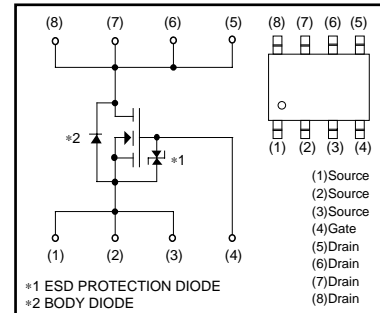 (8) (7) (6) (5)
(8) (7) (6) (5)
*2
*1
(1) (2) (3) (4)
(1) (2) (3) (4)
(1)Source
(2)Source
(3)Source
(4)Gate
(5)Drain
(6)Drain
(7)Drain
(8)Drain
*1 ESD PROTECTION DIODE
*2 BODY DIODE